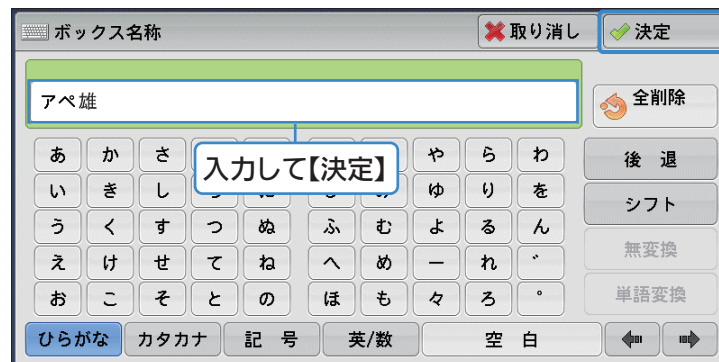 ボックス名称 取り消し 決定
アペ雄 全削除
入力して【決定】
あ か さ や ら わ 後 退
い き し ゆ り を シフト
う く す つ ぬ ふ む よ る ん 無変換
え け せ て ね へ め ー れ ゛
お こ そ と の ほ も 々 ろ ゜ 単語変換
ひらがな カタカナ 記 号 英/数 空 白